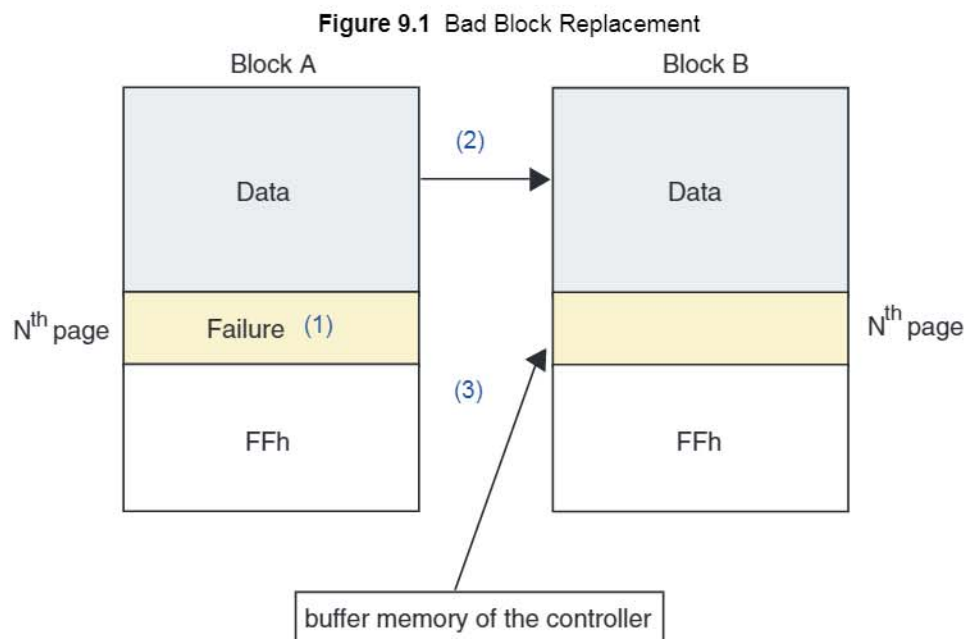 Figure 9.1 Bad Block Replacement
Block A
Block B
(2)
Data
Data
Nth page
Failure (1)
Nth page
(3)
FFh
FFh
buffer memory of the controller